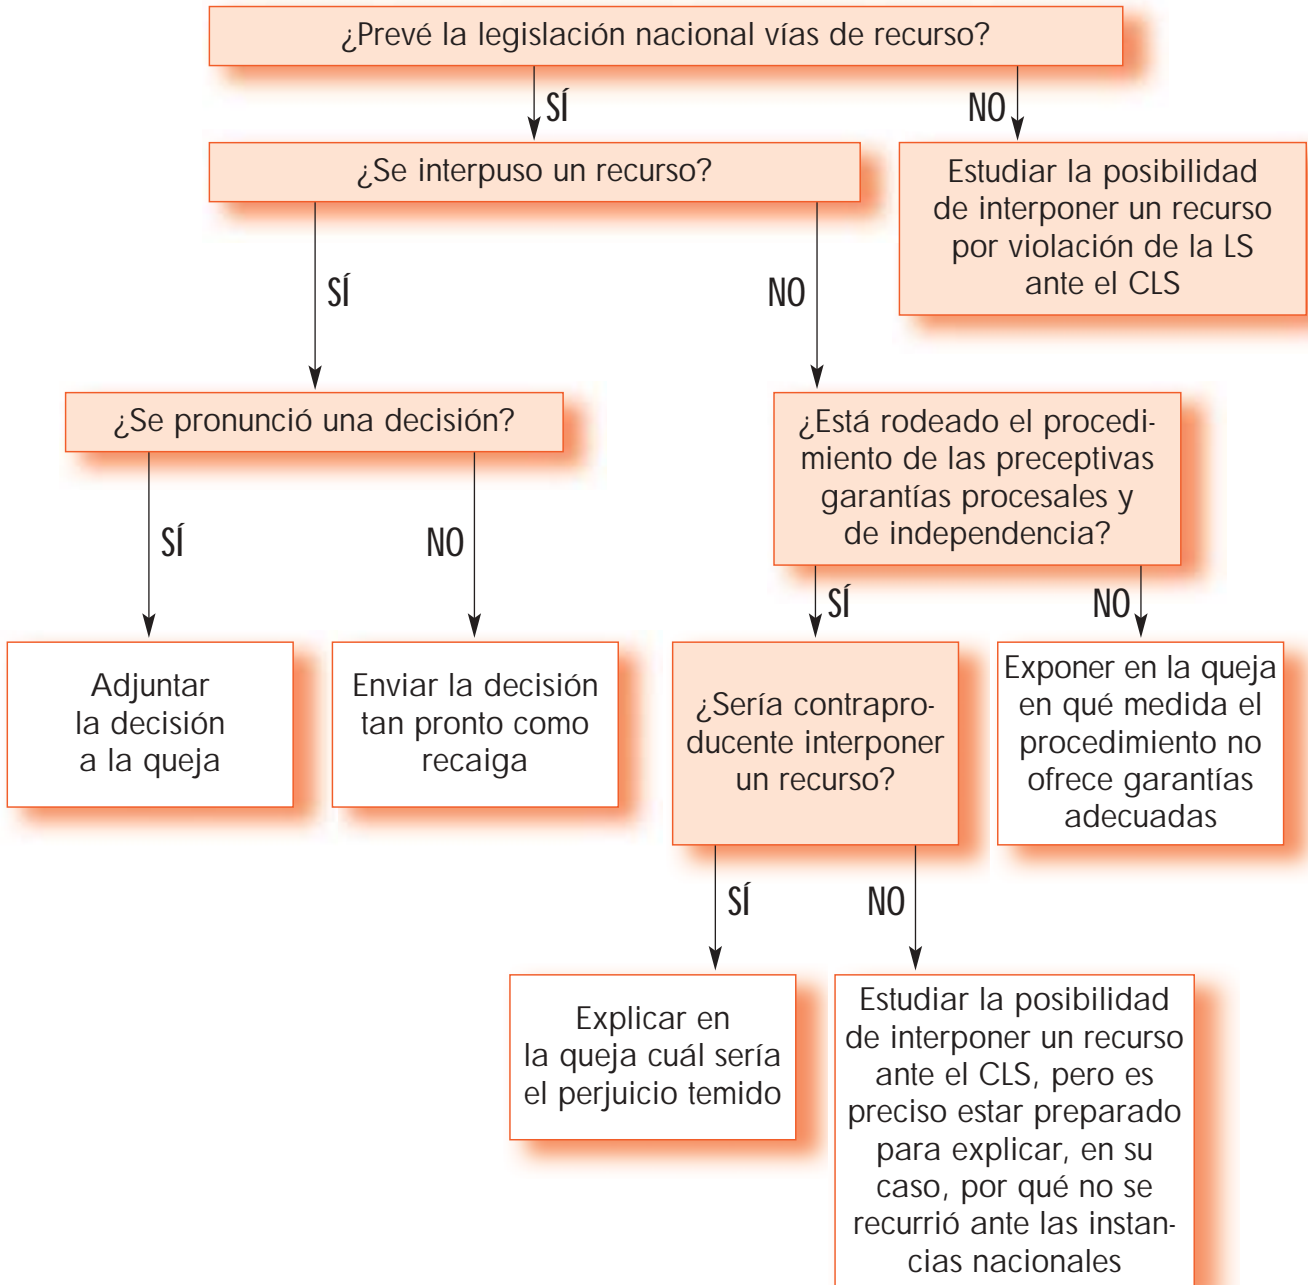 ¿Prevé la legislación nacional vías de recurso?
SÍ
NO
¿Se interpuso un recurso?
Estudiar la posibilidad
de interponer un recurso
por violación de la LS
ante el CLS
SÍ
NO
¿Se pronunció una decisión?
¿Está rodeado el procedi-
miento de las preceptivas
garantías procesales y
de independencia?
SÍ
NO
SÍ
NO
Adjuntar
la decisión
a la queja
Enviar la decisión
tan pronto como
recaiga
¿Sería contrapro-
ducente interponer
un recurso?
Exponer en la queja
en qué medida el
procedimiento no
ofrece garantías
adecuadas
SÍ
NO
Explicar en
la queja cuál sería
el perjuicio temido
Estudiar la posibilidad
de interponer un recurso
ante el CLS, pero es
preciso estar preparado
para explicar, en su
caso, por qué no se
recurrió ante las instan-
cias nacionales